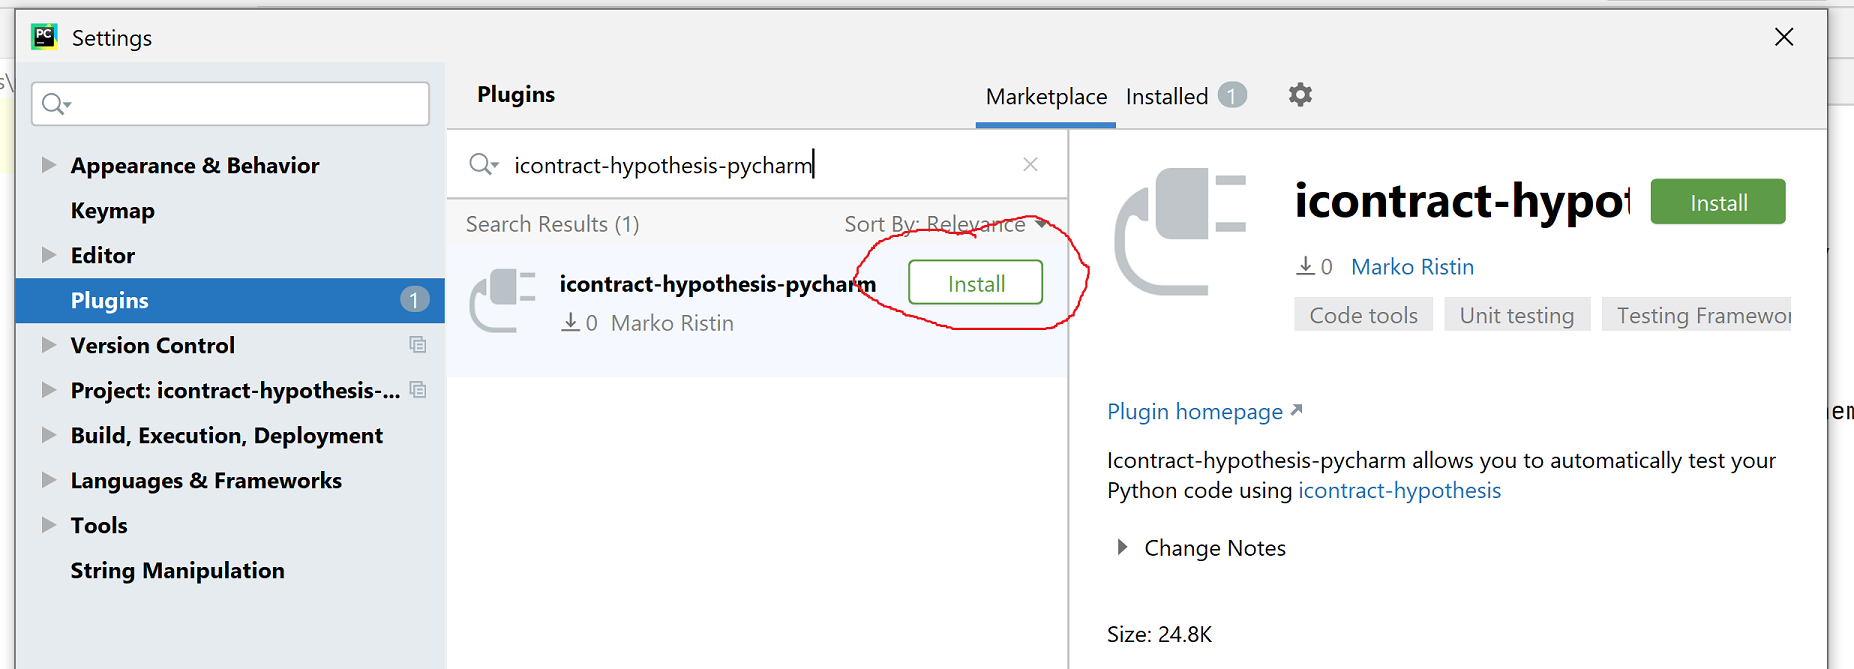 PC
Settings
s\
Plugins
Marketplace
Installed 1
icontract-hypothesis-pycharm
Search Results (1)
Sort By: Relevance
icontract-hypothesis-pycharm
Install
0 Marko Ristin
Appearance & Behavior
Keymap
Editor
Plugins 1
Version Control
Project: icontract-hypothesis-...
Build, Execution, Deployment
Languages & Frameworks
Tools
String Manipulation
icontract-hypot
Install
0 Marko Ristin
Code tools
Unit testing
Testing Framewor
Plugin homepage
Icontract-hypothesis-pycharm allows you to automatically test your
Python code using icontract-hypothesis
Change Notes
Size: 24.8K
em